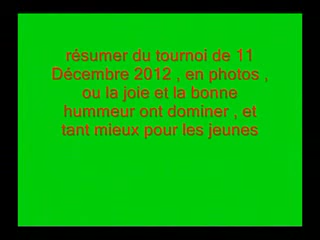 résumer du tournoi de 11
Décembre 2012 , en photos ,
ou la joie et la bonne
hummeur ont dominer , et
tant mieux pour les jeunes